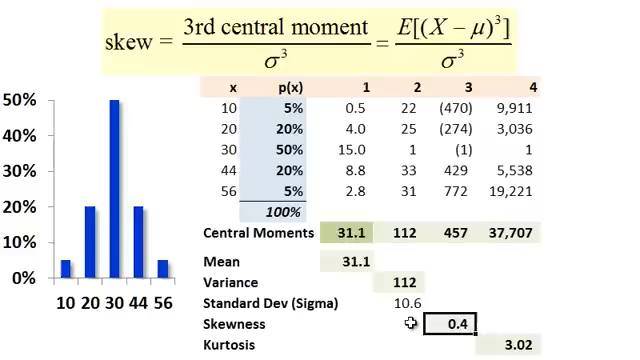 skew = 3rd central moment / σ³ = E[(X − μ)³] / σ³
x p(x) 1 2 3 4
10 5% 0.5 22 (470) 9,911
20 20% 4.0 25 (274) 3,036
30 50% 15.0 1 (1) 1
44 20% 8.8 33 429 5,538
56 5% 2.8 31 772 19,221
100%
Central Moments 31.1 112 457 37,707
Mean 31.1
Variance 112
Standard Dev (Sigma) 10.6
Skewness 0.4
Kurtosis 3.02
50%
40%
30%
20%
10%
0%
10 20 30 44 56